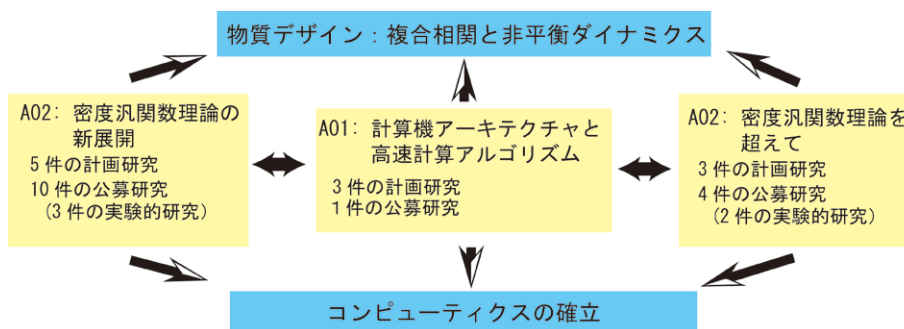 物質デザイン：複合相関と非平衡ダイナミクス
A02: 密度汎関数理論の
新展開
5 件の計画研究
10 件の公募研究
(3 件の実験的研究)
A01: 計算機アーキテクチャと
高速計算アルゴリズム
3 件の計画研究
1 件の公募研究
A02: 密度汎関数理論を
超えて
3 件の計画研究
4 件の公募研究
(2 件の実験的研究)
コンピューティクスの確立